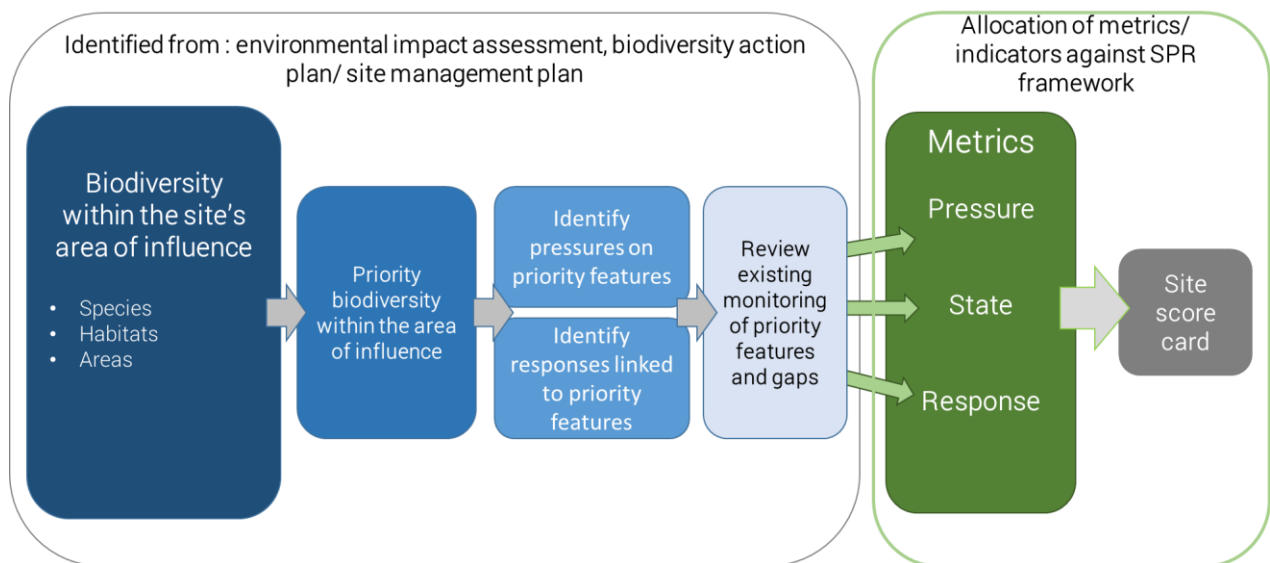 Identified from : environmental impact assessment, biodiversity action
plan/ site management plan
Biodiversity
within the site's
area of influence
• Species
• Habitats
• Areas
Priority
biodiversity
within the area
of influence
Identify
pressures on
priority features
Identify
responses linked
to priority
features
Review
existing
monitoring
of priority
features
and gaps
Allocation of metrics/
indicators against SPR
framework
Metrics
Pressure
State
Response
Site
score
card